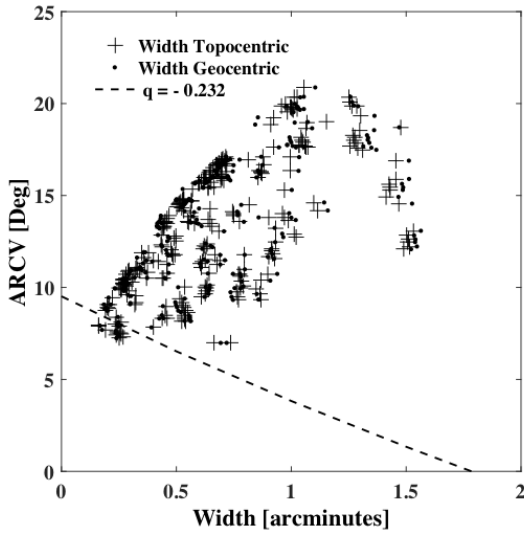 25
20
15
10
5
0
ARCV [Deg]
Width Topocentric
Width Geocentric
q = - 0.232
0 0.5 1 1.5 2
Width [arcminutes]